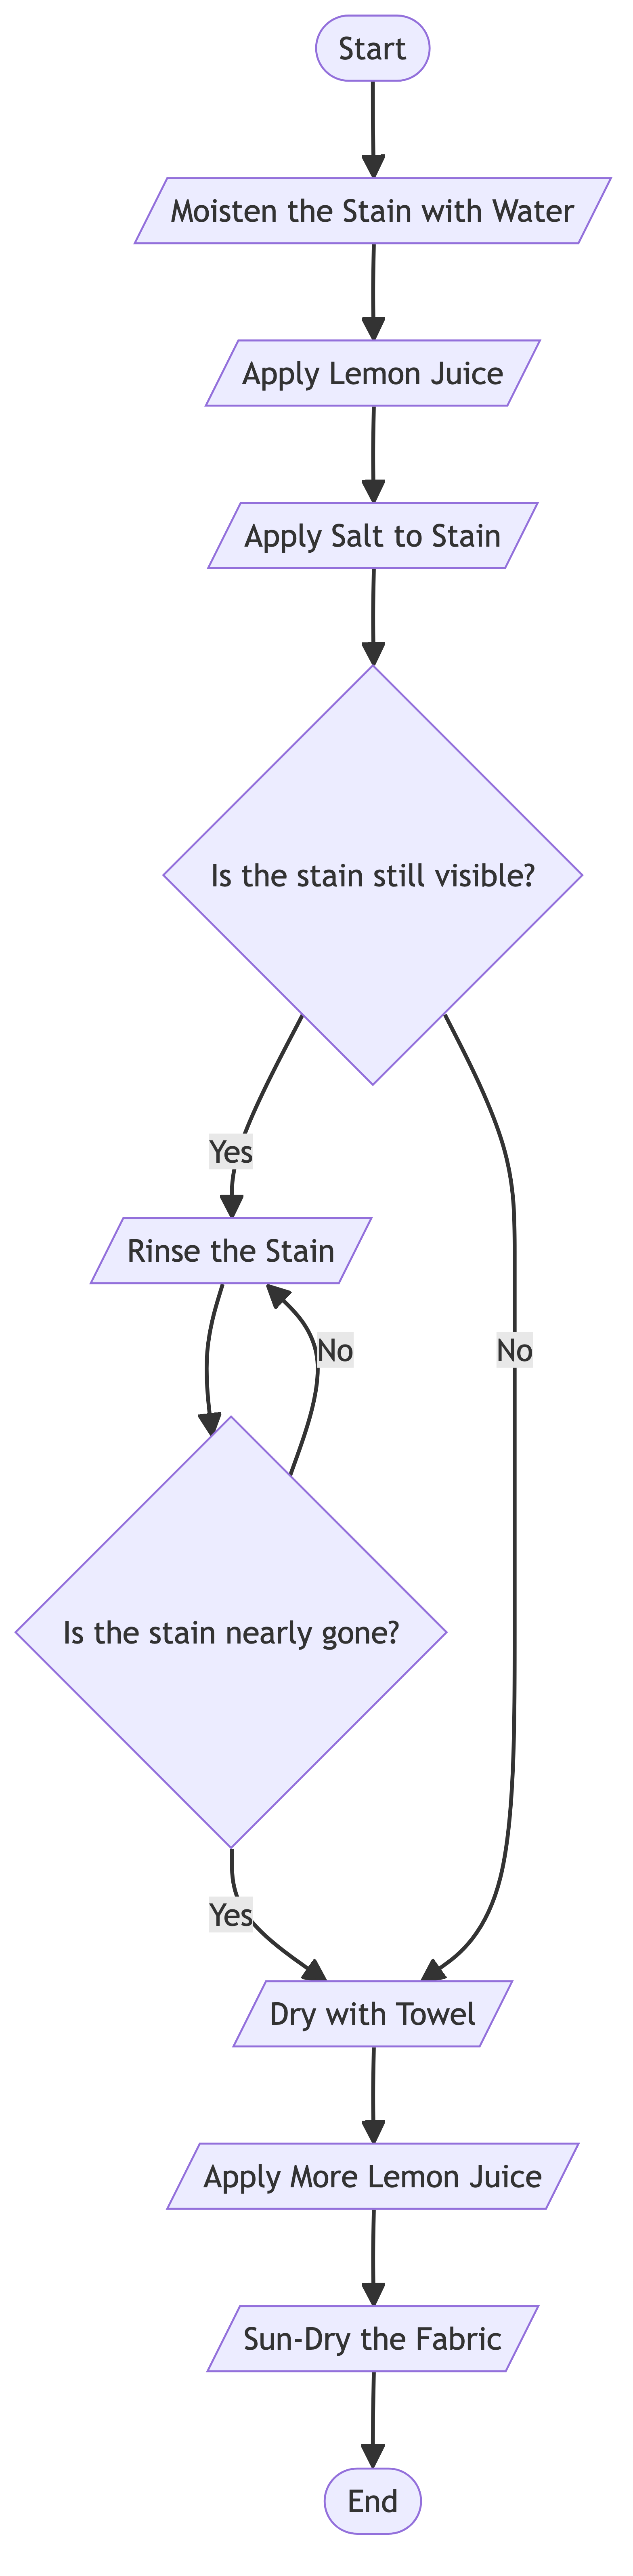 Start
Moisten the Stain with Water
Apply Lemon Juice
Apply Salt to Stain
Is the stain still visible?
Yes
Rinse the Stain
No
No
Is the stain nearly gone?
Yes
Dry with Towel
Apply More Lemon Juice
Sun-Dry the Fabric
End